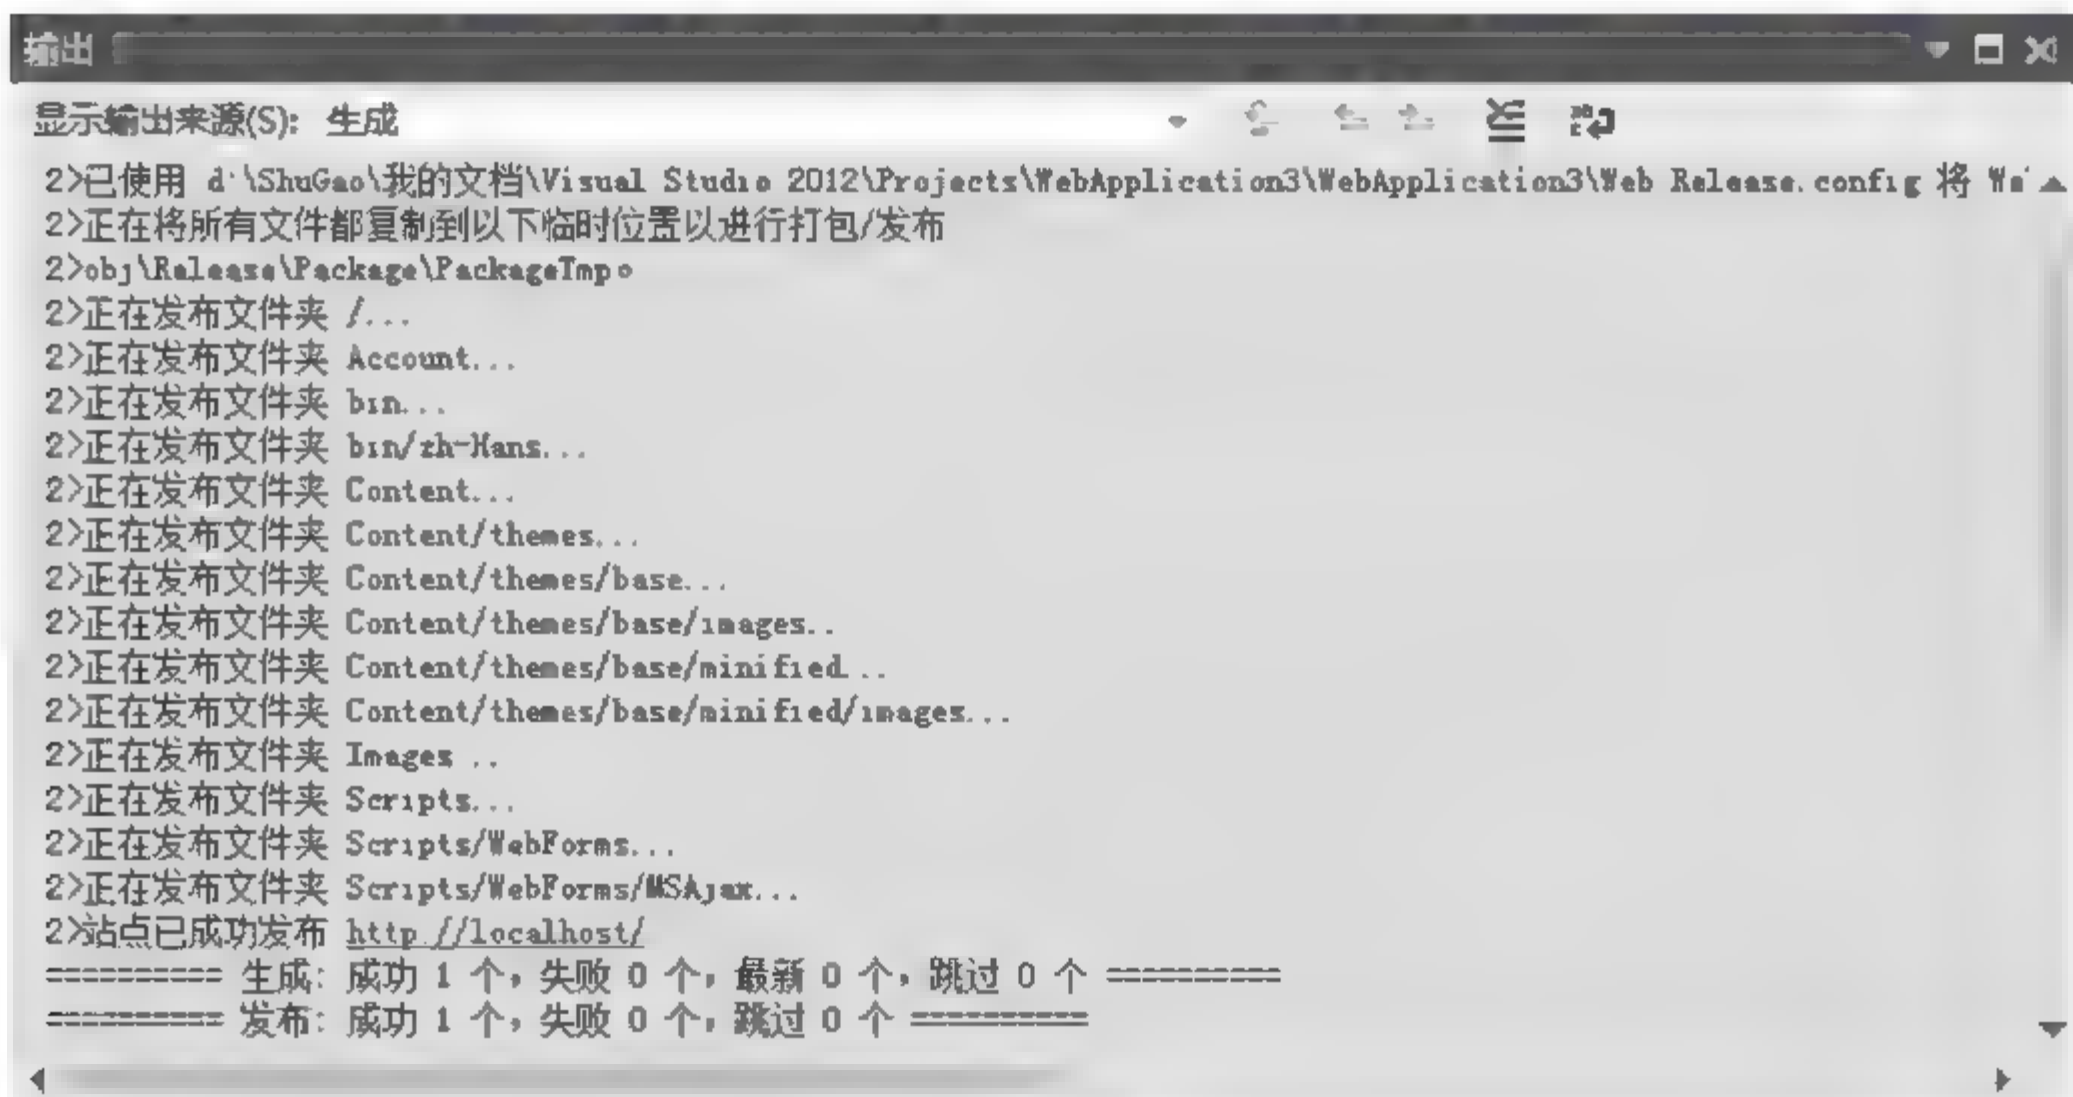 输出
显示输出来源(S): 生成
2>已使用 d:\ShuGao\我的文档\Visual Studio 2012\Projects\WebApplication3\WebApplication3\Web.Release.config 将 We
2>正在将所有文件都复制到以下临时位置以进行打包/发布
2>obj\Release\Package\PackageTmp。
2>正在发布文件夹 /...
2>正在发布文件夹 Account...
2>正在发布文件夹 bin...
2>正在发布文件夹 bin/zh-Hans...
2>正在发布文件夹 Content...
2>正在发布文件夹 Content/themes...
2>正在发布文件夹 Content/themes/base...
2>正在发布文件夹 Content/themes/base/images...
2>正在发布文件夹 Content/themes/base/minified...
2>正在发布文件夹 Content/themes/base/minified/images...
2>正在发布文件夹 Images...
2>正在发布文件夹 Scripts...
2>正在发布文件夹 Scripts/WebForms...
2>正在发布文件夹 Scripts/WebForms/MSAjax...
2>站点已成功发布 http://localhost/
========== 生成: 成功 1 个，失败 0 个，最新 0 个，跳过 0 个 ==========
========== 发布: 成功 1 个，失败 0 个，跳过 0 个 ==========